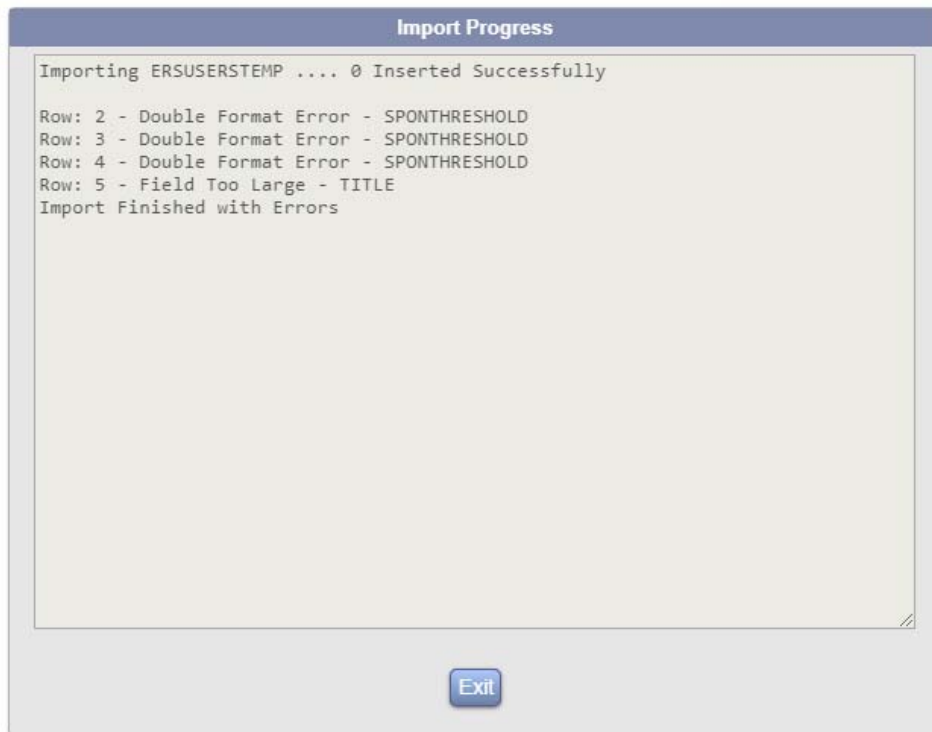 Import Progress
Importing ERSUSERSTEMP .... 0 Inserted Successfully
Row: 2 - Double Format Error - SPONTHRESHOLD
Row: 3 - Double Format Error - SPONTHRESHOLD
Row: 4 - Double Format Error - SPONTHRESHOLD
Row: 5 - Field Too Large - TITLE
Import Finished with Errors
Exit